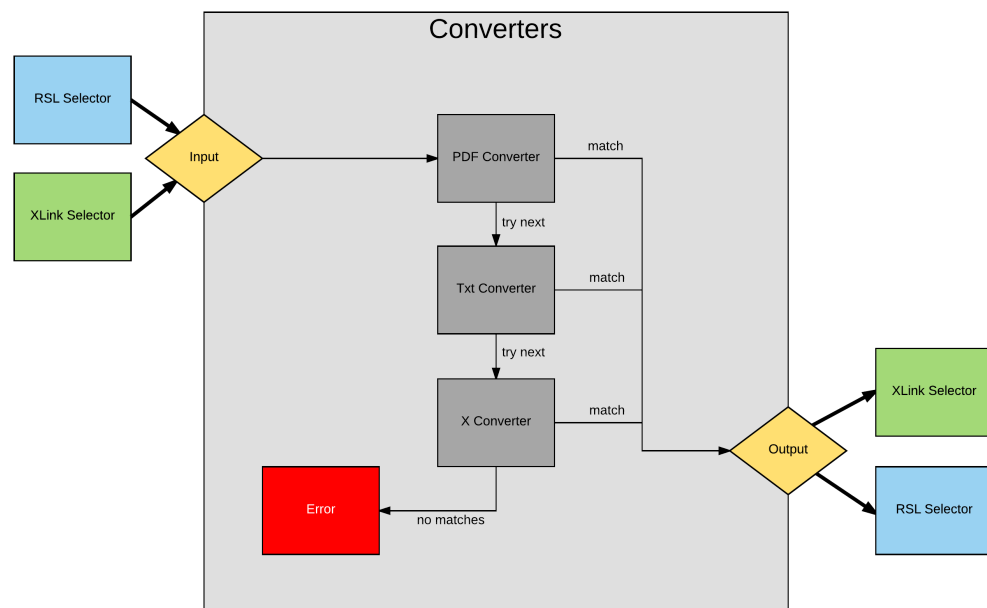 Converters
RSL Selector
Input
XLink Selector
PDF Converter
match
try next
Txt Converter
match
try next
X Converter
match
no matches
Error
Output
XLink Selector
RSL Selector